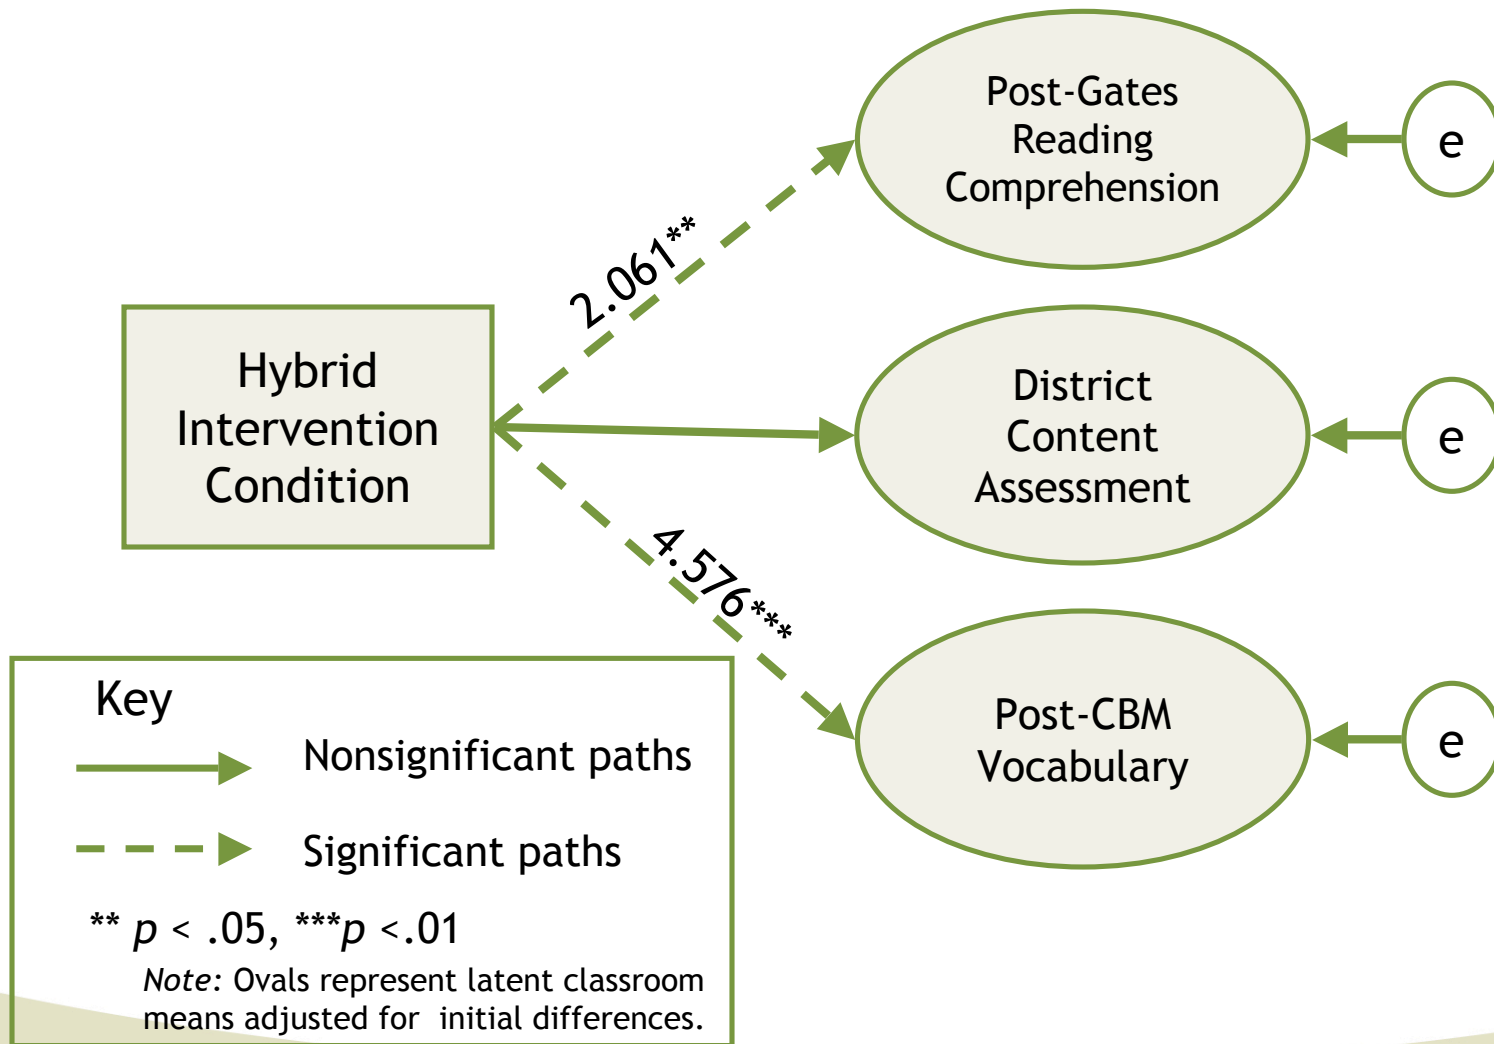 Post-Gates
Reading
Comprehension
e
2.061**
Hybrid
Intervention
Condition
District
Content
Assessment
e
4.576***
Post-CBM
Vocabulary
e
Key
Nonsignificant paths
Significant paths
** p < .05, ***p <.01
Note: Ovals represent latent classroom
means adjusted for initial differences.